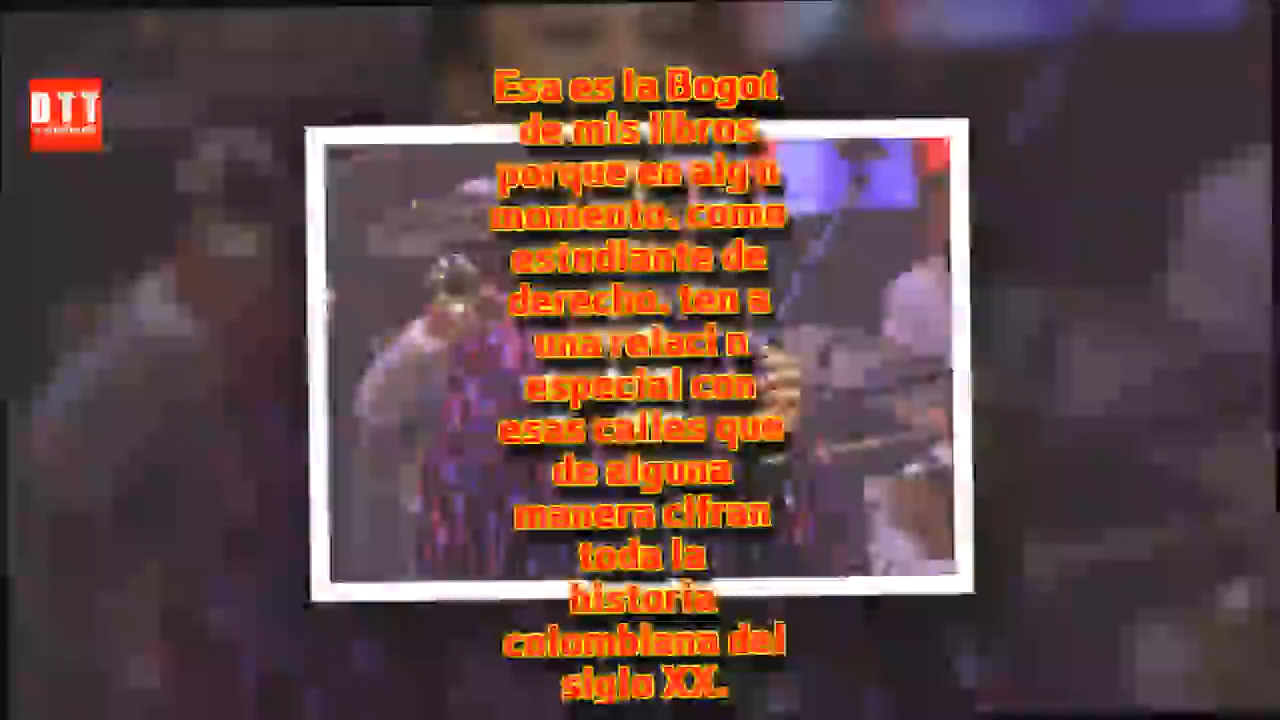 DTT
Esa es la Bogot
de mis libros
porque en alg n
momento, como
estudiante de
derecho, ten a
una relaci n
especial con
esas calles que
de alguna
manera cifran
toda la
historia
colombiana del
siglo XX.